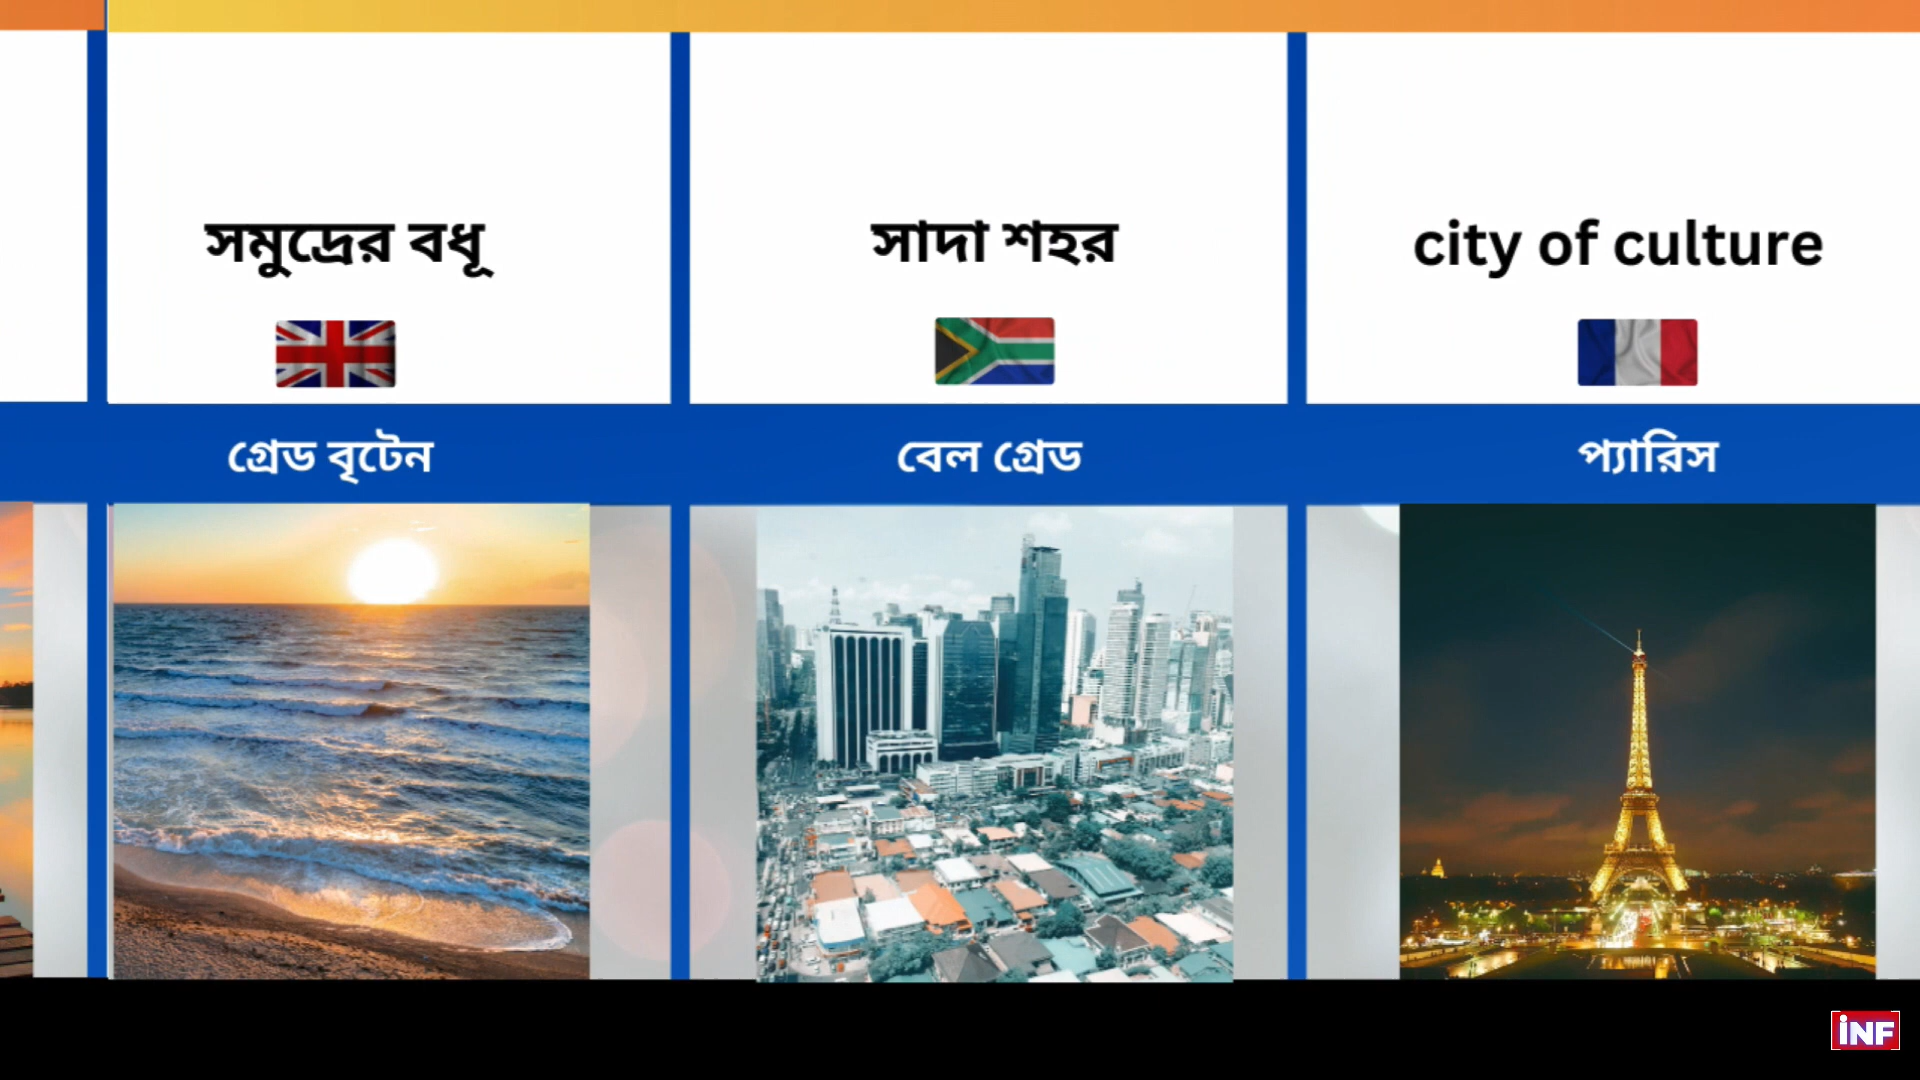 সমুদ্রের বধূ
সাদা শহর
city of culture
গ্রেড বৃটেন
বেল গ্রেড
প্যারিস
iNF